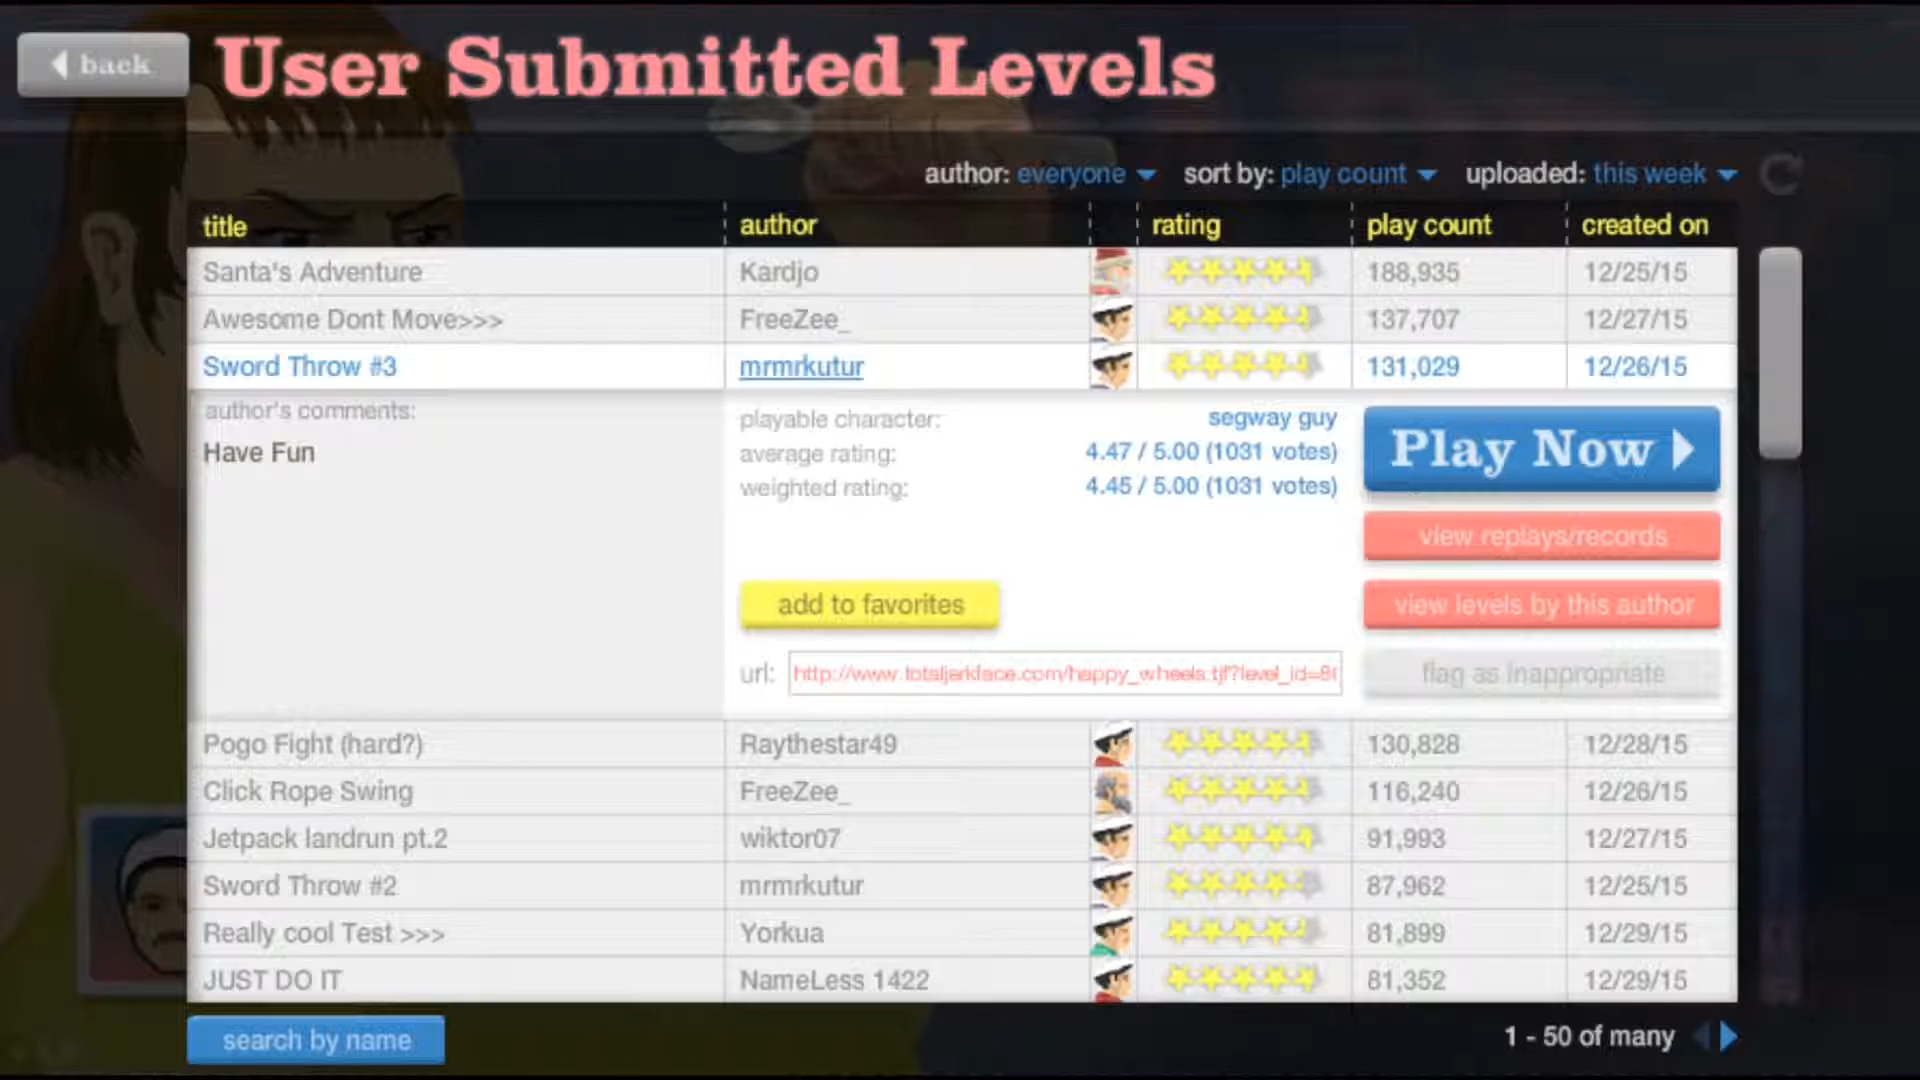 back
User Submitted Levels
author: everyone sort by: play count uploaded: this week
title author rating play count created on
Santa's Adventure Kardjo 188,935 12/25/15
Awesome Dont Move>>> FreeZee_ 137,707 12/27/15
Sword Throw #3 mrmrkutur 131,029 12/26/15
author's comments:
Have Fun
playable character: segway guy
average rating: 4.47 / 5.00 (1031 votes)
weighted rating: 4.45 / 5.00 (1031 votes)
Play Now
view replays/records
add to favorites
view levels by this author
url: http://www.totaljerkface.com/happy_wheels.tjf?level_id=8
flag as inappropriate
Pogo Fight (hard?) Raythestar49 130,828 12/28/15
Click Rope Swing FreeZee_ 116,240 12/26/15
Jetpack landrun pt.2 wiktor07 91,993 12/27/15
Sword Throw #2 mrmrkutur 87,962 12/25/15
Really cool Test >>> Yorkua 81,899 12/29/15
JUST DO IT NameLess 1422 81,352 12/29/15
search by name
1 - 50 of many